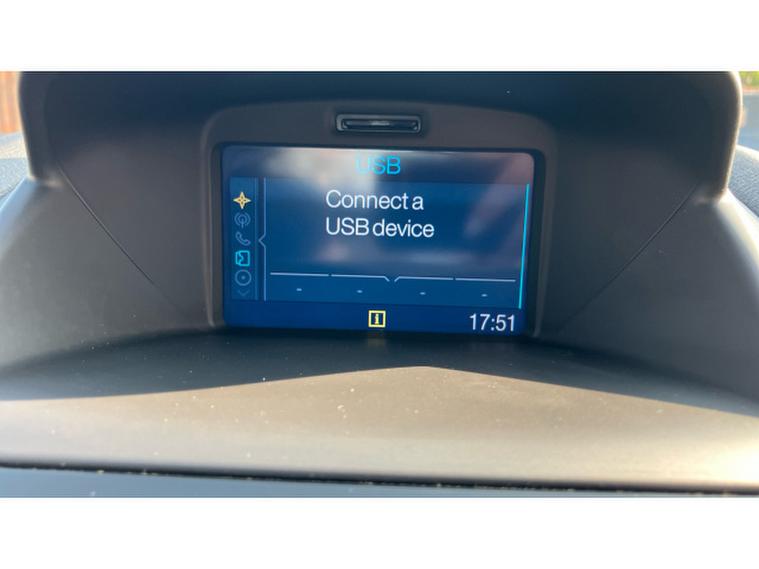 USB
Connect a
USB device
- - - -
i
17:51